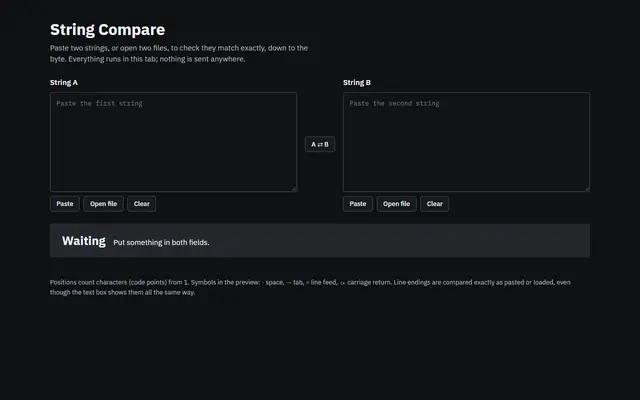 String Compare
Paste two strings, or open two files, to check they match exactly, down to the
byte. Everything runs in this tab; nothing is sent anywhere.
String A
String B
Paste the first string
Paste the second string
A ⇄ B
Paste
Open file
Clear
Paste
Open file
Clear
Waiting Put something in both fields.
Positions count characters (code points) from 1. Symbols in the preview: · space, → tab, ␊ line feed, ␍ carriage return. Line endings are compared exactly as pasted or loaded, even
though the text box shows them all the same way.